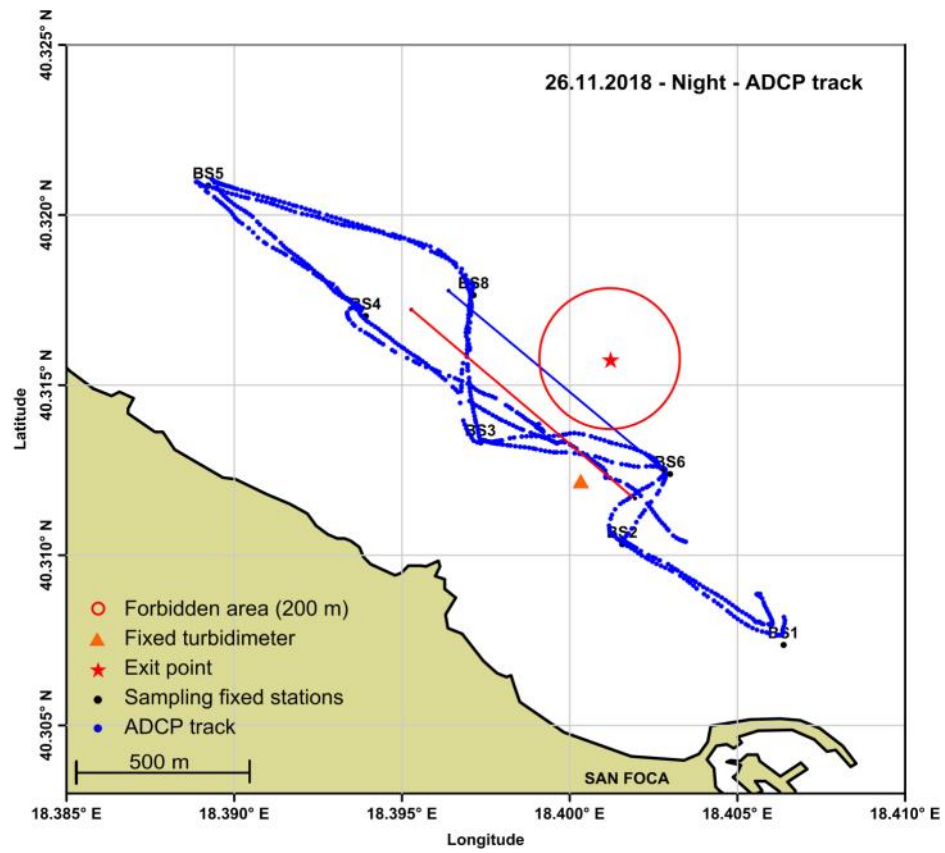 26.11.2018 - Night - ADCP track
40.325° N
40.320° N
40.315° N
40.310° N
40.305° N
Latitude
BS5
BS8
BS4
BS3
BS6
BS2
BS1
Forbidden area (200 m)
Fixed turbidimeter
Exit point
Sampling fixed stations
ADCP track
500 m
SAN FOCA
18.385° E
18.390° E
18.395° E
18.400° E
18.405° E
18.410° E
Longitude